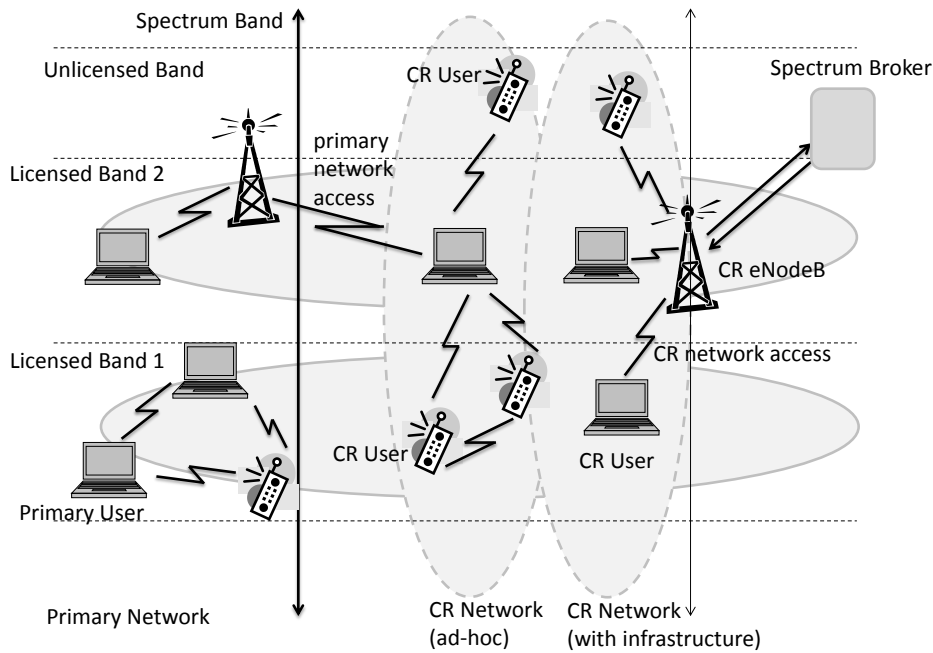 Spectrum Band
Unlicensed Band
CR User
Spectrum Broker
primary
network
access
Licensed Band 2
CR eNodeB
Licensed Band 1
CR network access
CR User
CR User
Primary User
Primary Network
CR Network
(ad-hoc)
CR Network
(with infrastructure)